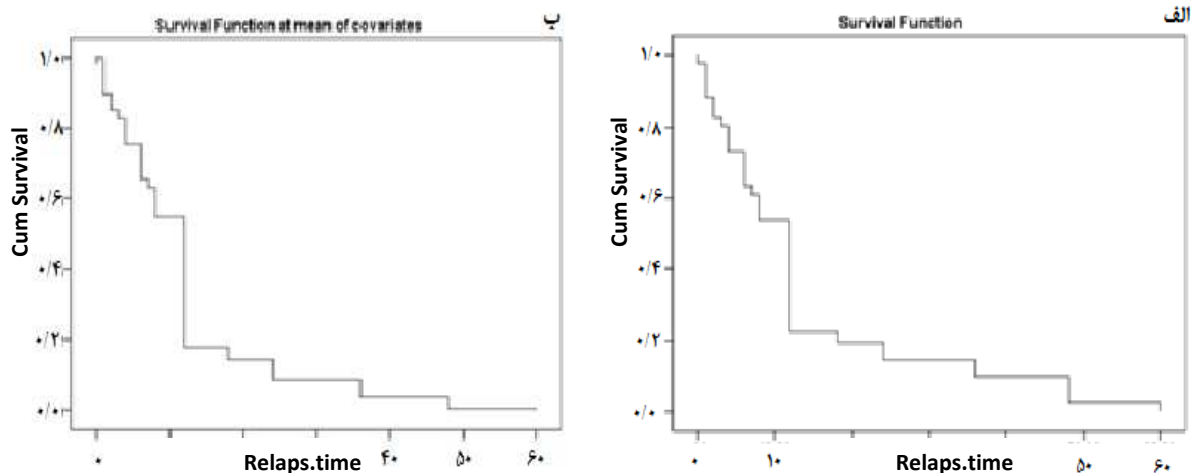 ب
Survival Function at mean of covariates
۱/۰
۰/۸
۰/۶
۰/۴
۰/۲
۰/۰
Cum Survival
۰ ۴۰ ۵۰ ۶۰
Relaps.time
الف
Survival Function
۱/۰
۰/۸
۰/۶
۰/۴
۰/۲
۰/۰
Cum Survival
۰ ۱۰ ۵۰ ۶۰
Relaps.time